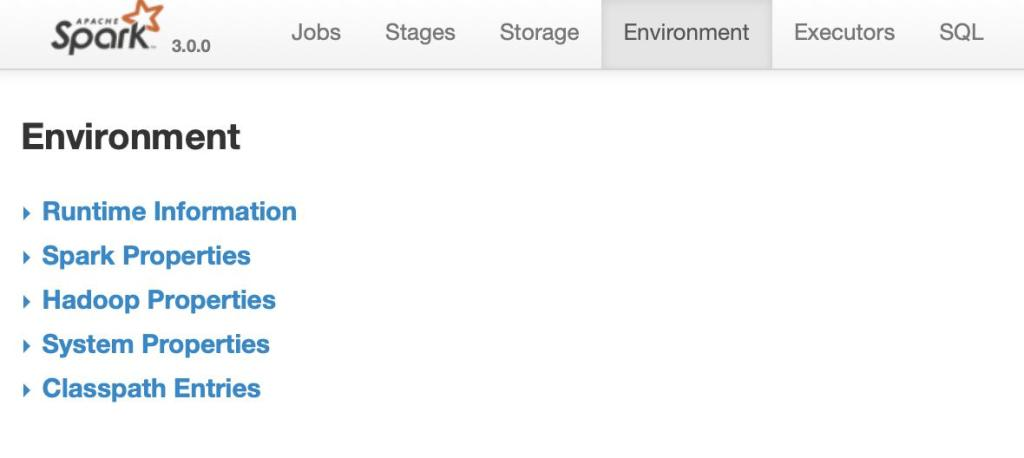 APACHE
Spark 3.0.0 Jobs Stages Storage Environment Executors SQL
Environment
Runtime Information
Spark Properties
Hadoop Properties
System Properties
Classpath Entries